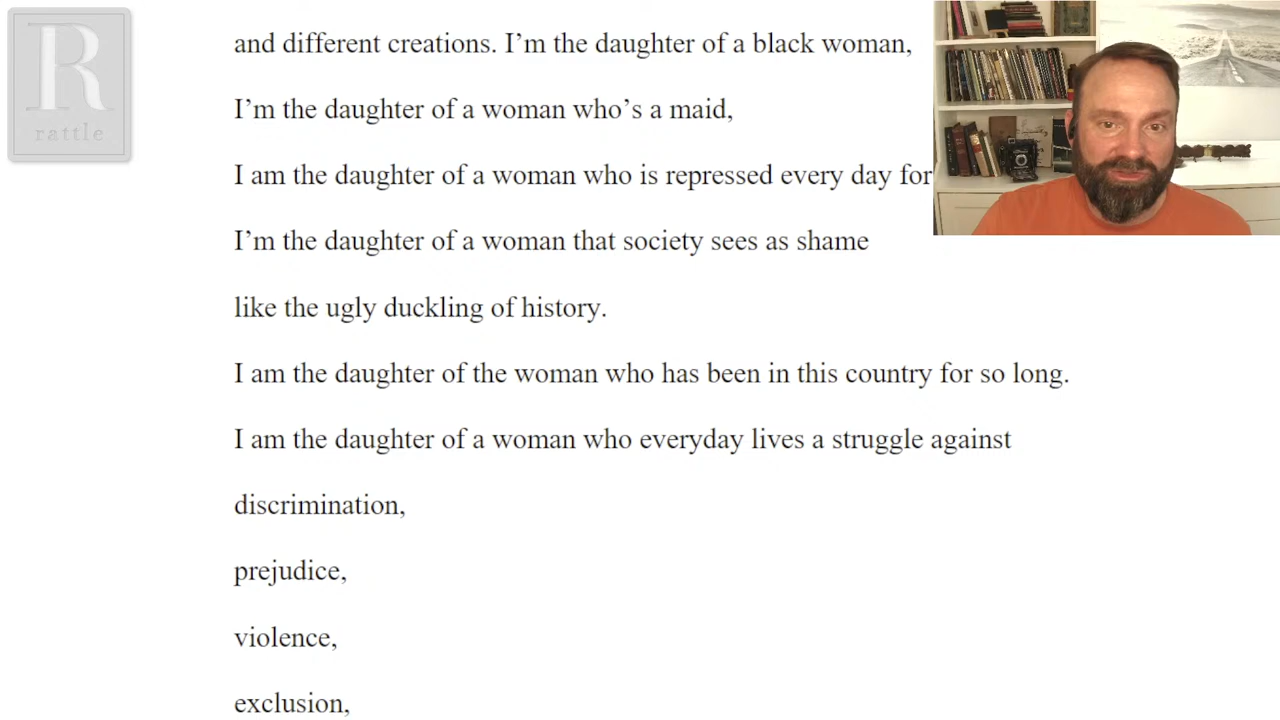 R
rattle
and different creations. I’m the daughter of a black woman,
I’m the daughter of a woman who’s a maid,
I am the daughter of a woman who is repressed every day for
I’m the daughter of a woman that society sees as shame
like the ugly duckling of history.
I am the daughter of the woman who has been in this country for so long.
I am the daughter of a woman who everyday lives a struggle against
discrimination,
prejudice,
violence,
exclusion,